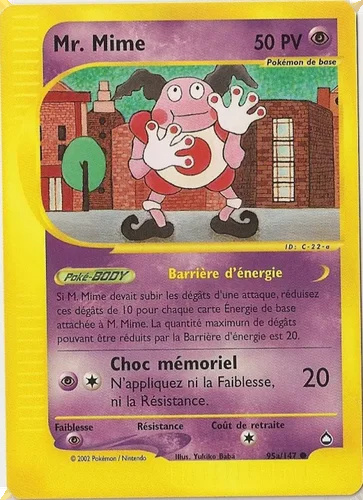 Mr. Mime 50 PV
Pokémon de base
ID: C-22-a
Poké-BODY Barrière d'énergie
Si M. Mime devait subir les dégâts d'une attaque, réduisez
ces dégâts de 10 pour chaque carte Énergie de base
attachée à M. Mime. La quantité maximum de dégâts
pouvant être réduits par la Barrière d'énergie est 20.
Choc mémoriel
N'appliquez ni la Faiblesse, 20
ni la Résistance.
Faiblesse Résistance Coût de retraite
© 2002 Pokémon / Nintendo Illus. Yukiko Baba 95a/147